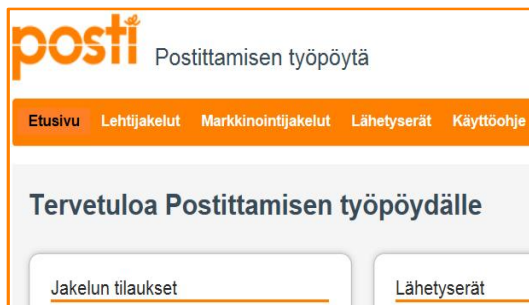 posti Postittamisen työpöytä
Etusivu Lehtijakelut Markkinointijakelut Lähetyserät Käyttöohje
Tervetuloa Postittamisen työpöydälle
Jakelun tilaukset Lähetyserät